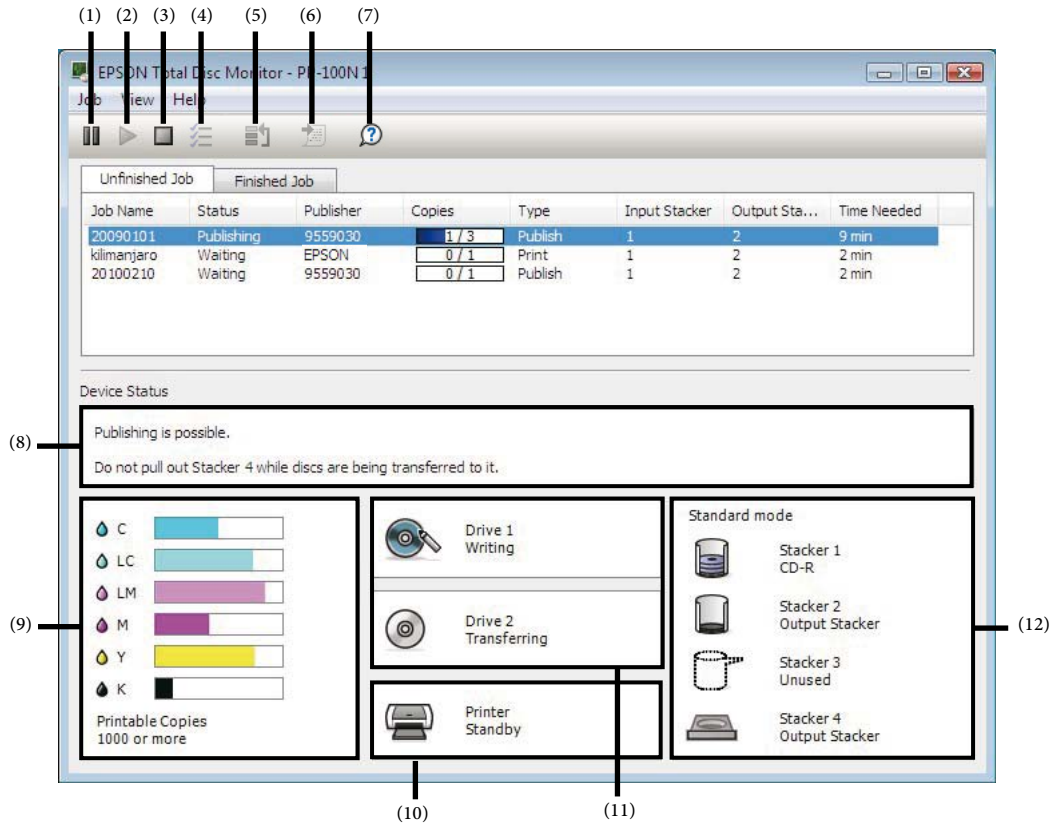 (1) (2) (3) (4) (5) (6) (7)
EPSON Total Disc Monitor - PP-100N 1
Job View Help
Unfinished Job Finished Job
Job Name Status Publisher Copies Type Input Stacker Output Sta... Time Needed
20090101 Publishing 9559030 1 / 3 Publish 1 2 9 min
kilimanjaro Waiting EPSON 0 / 1 Print 1 2 2 min
20100210 Waiting 9559030 0 / 1 Publish 1 2 2 min
Device Status
(8)
Publishing is possible.
Do not pull out Stacker 4 while discs are being transferred to it.
(9)
C
LC
LM
M
Y
K
Printable Copies
1000 or more
Drive 1
Writing
Drive 2
Transferring
Printer
Standby
Standard mode
Stacker 1
CD-R
Stacker 2
Output Stacker
Stacker 3
Unused
Stacker 4
Output Stacker
(12)
(10) (11)